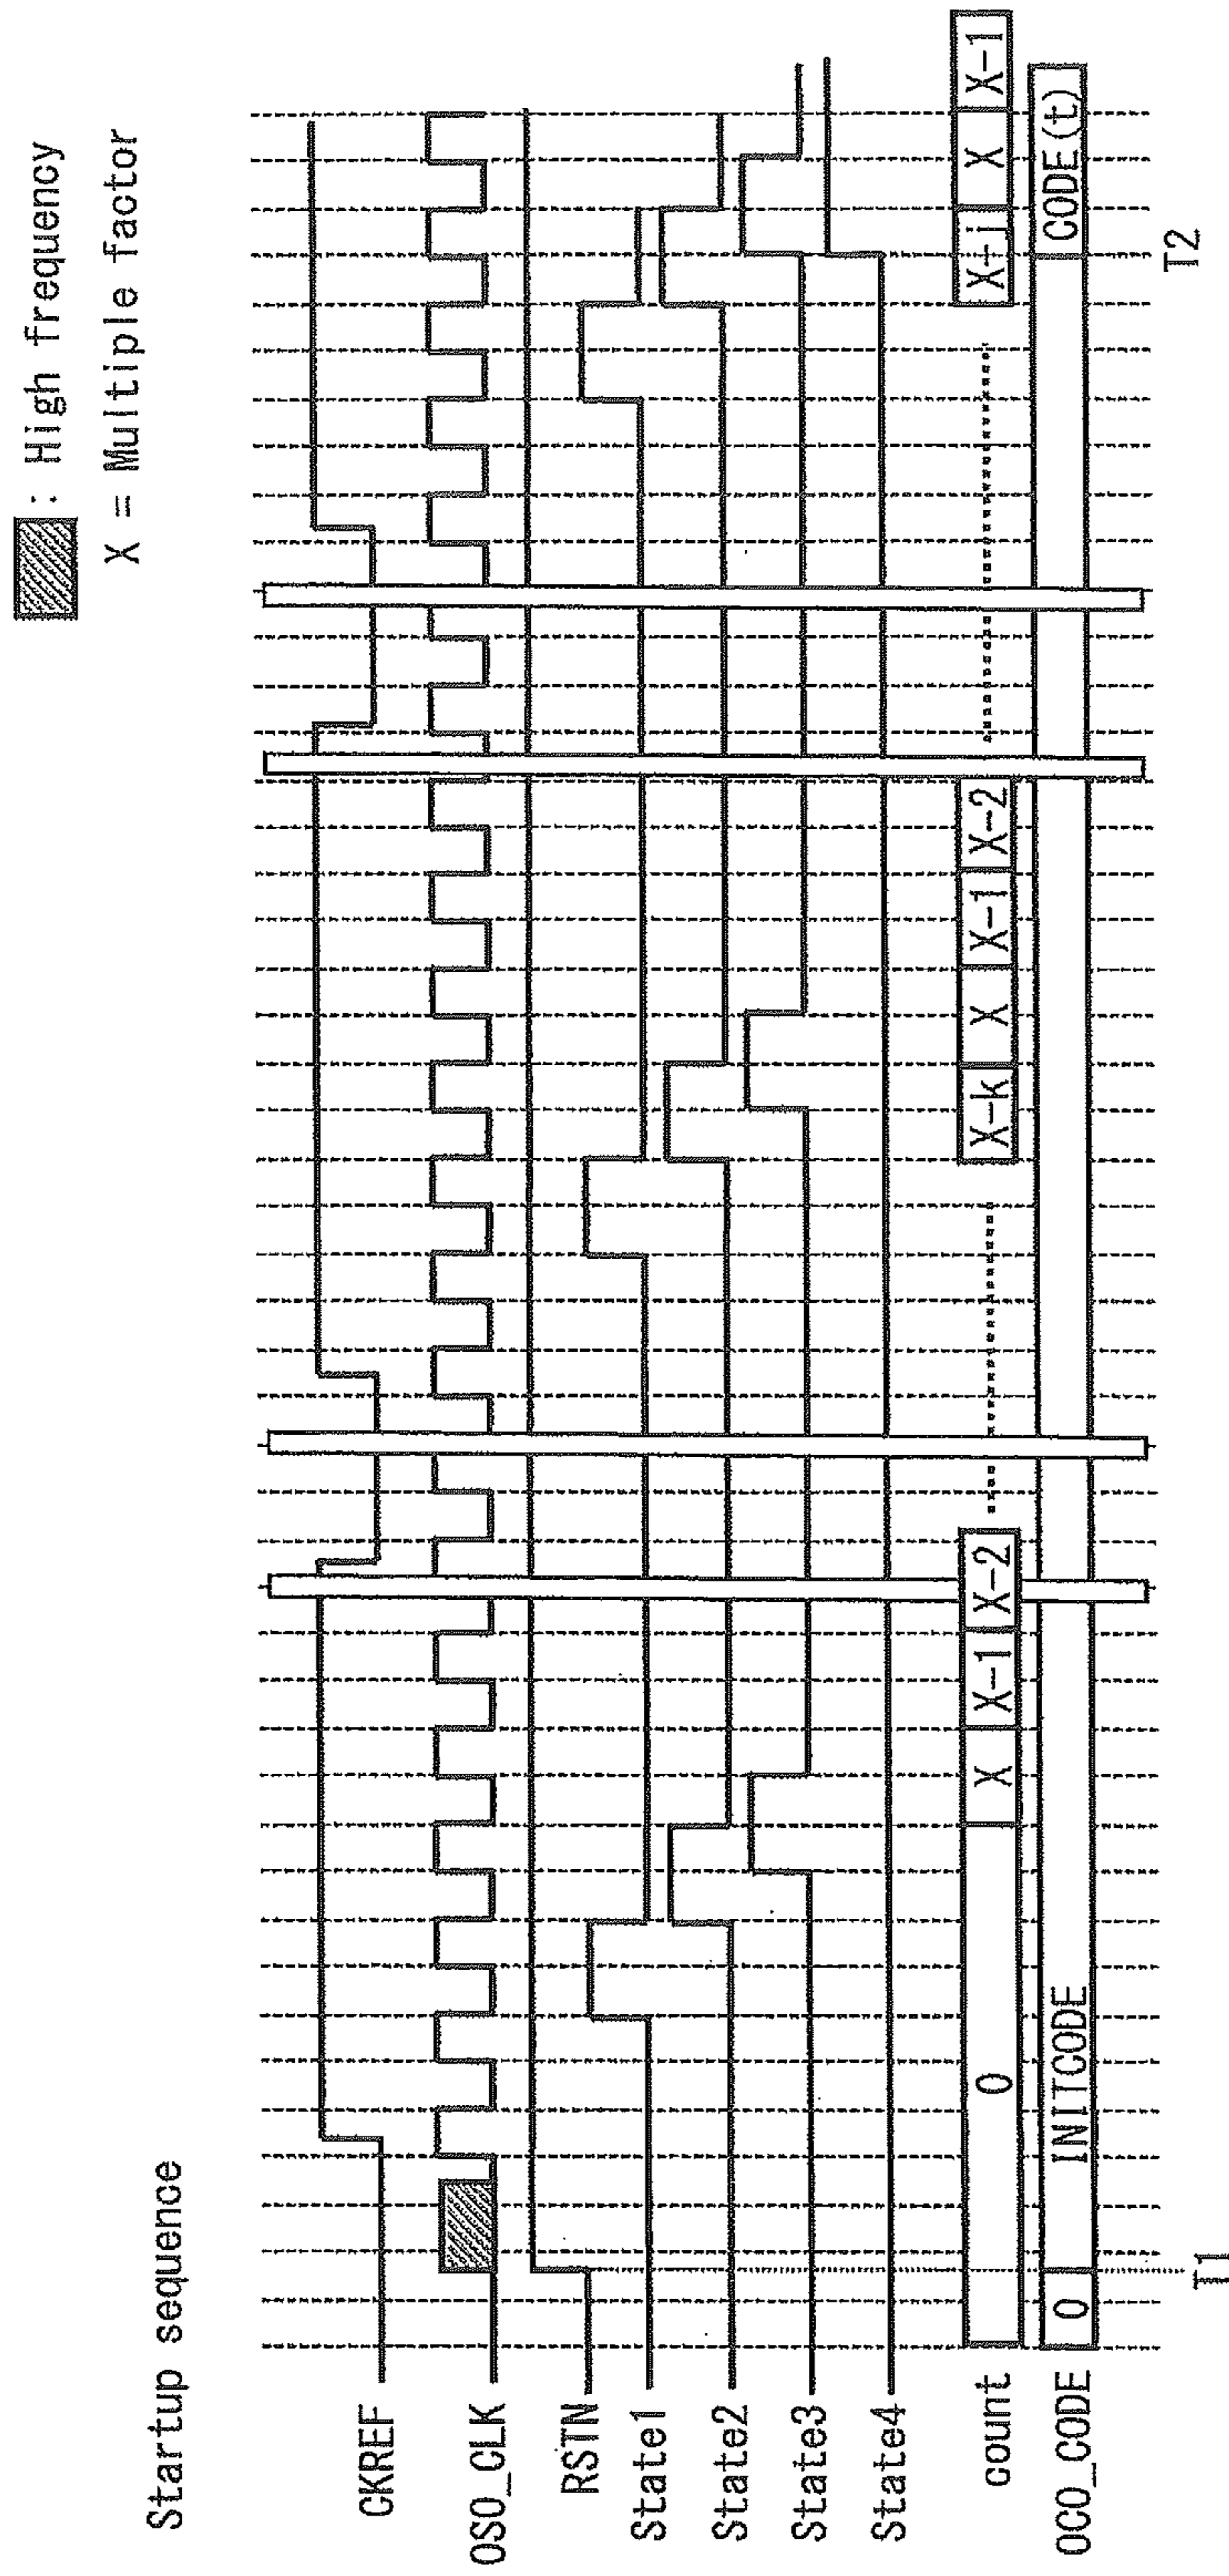 Startup sequence
: High frequency
X = Multiple factor
CKREF
OSO_CLK
RSTN
State1
State2
State3
State4
count 0 X X-1 X-2 X-k X X-1 X-2 X+j X X-1
OCO_CODE 0 INITCODE CODE(t)
T1 T2